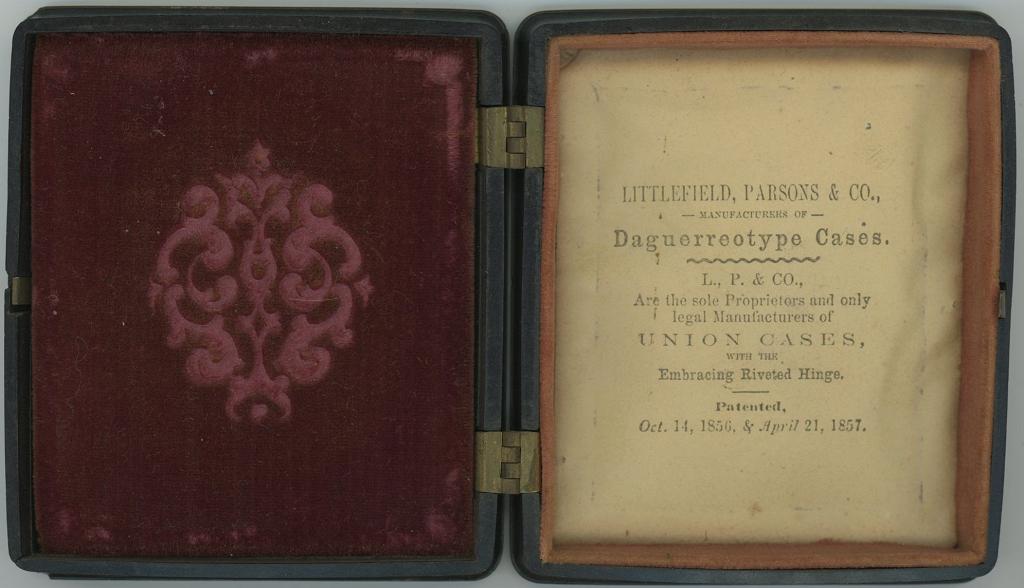 LITTLEFIELD, PARSONS & CO.,
— MANUFACTURERS OF —
Daguerreotype Cases.
L., P. & CO.,
Are the sole Proprietors and only
legal Manufacturers of
UNION CASES,
WITH THE
Embracing Riveted Hinge.
Patented,
Oct. 14, 1856, & April 21, 1857.